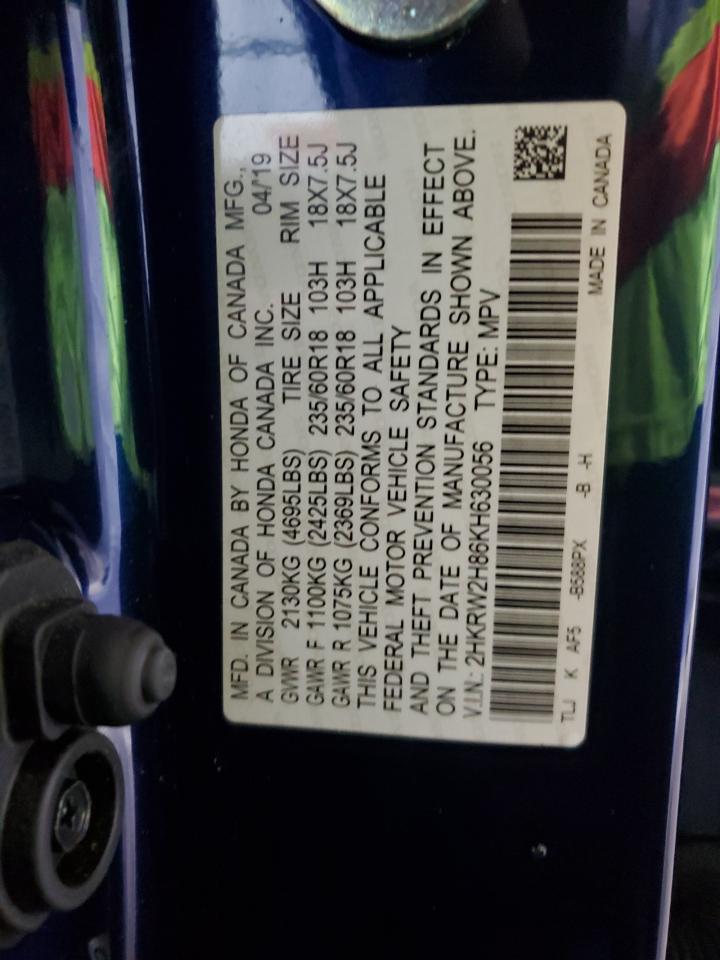 MFD. IN CANADA BY HONDA OF CANADA MFG.,
A DIVISION OF HONDA CANADA INC. 04/'19
GVWR 2130KG (4695LBS) TIRE SIZE RIM SIZE
GAWR F 1100KG (2425LBS) 235/60R18 103H 18X7.5J
GAWR R 1075KG (2369LBS) 235/60R18 103H 18X7.5J
THIS VEHICLE CONFORMS TO ALL APPLICABLE
FEDERAL MOTOR VEHICLE SAFETY
AND THEFT PREVENTION STANDARDS IN EFFECT
ON THE DATE OF MANUFACTURE SHOWN ABOVE.
V.I.N.: 2HKRW2H86KH630056 TYPE: MPV
TLJ K AF5 -B588PX -B -H
MADE IN CANADA